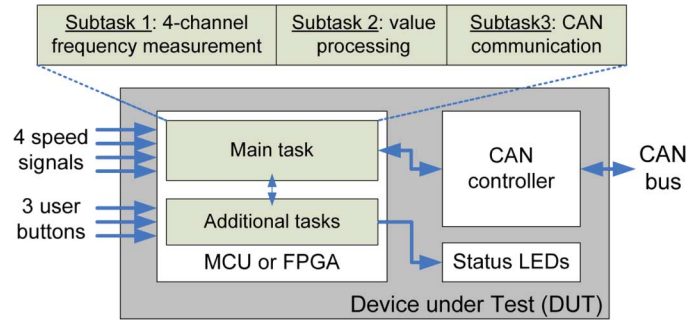 Subtask 1: 4-channel
frequency measurement
Subtask 2: value
processing
Subtask3: CAN
communication
4 speed
signals
Main task
CAN
controller
CAN
bus
3 user
buttons
Additional tasks
MCU or FPGA
Status LEDs
Device under Test (DUT)